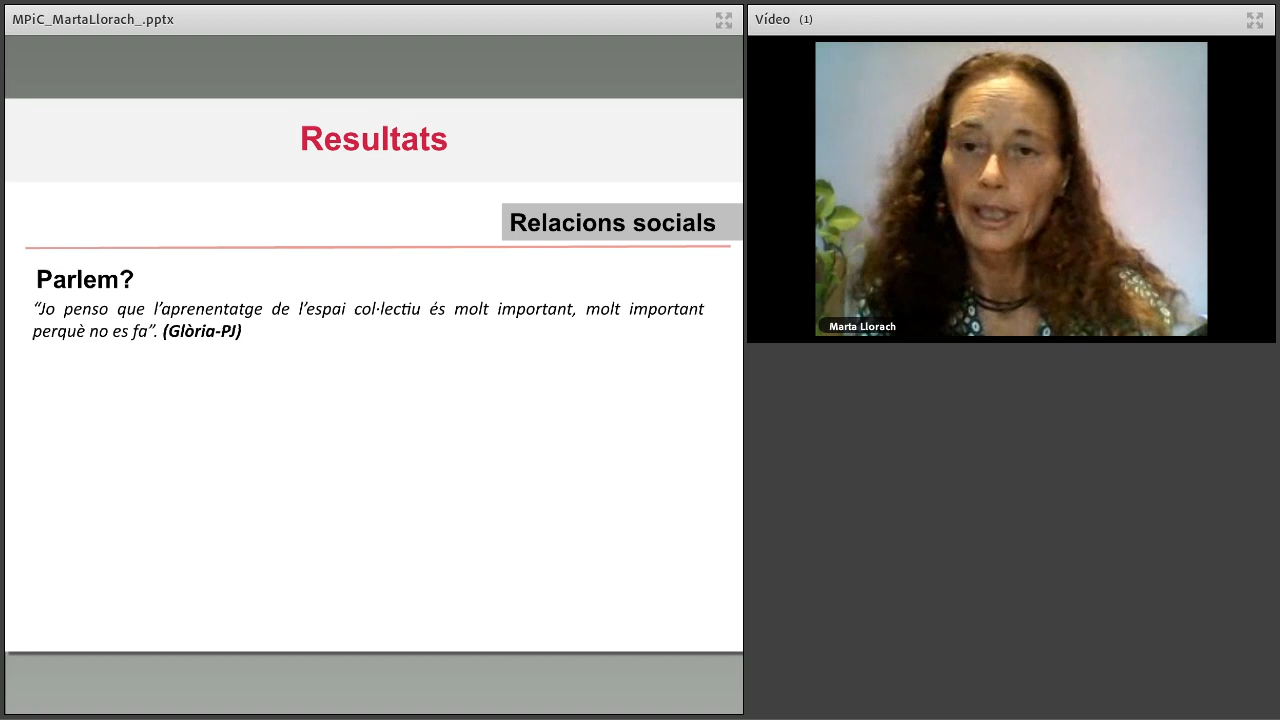 MPiC_MartaLlorach_.pptx
Vídeo (1)
Resultats
Relacions socials
Parlem?
“Jo penso que l’aprenentatge de l’espai col·lectiu és molt important, molt important
perquè no es fa”. (Glòria-PJ)
Marta Llorach